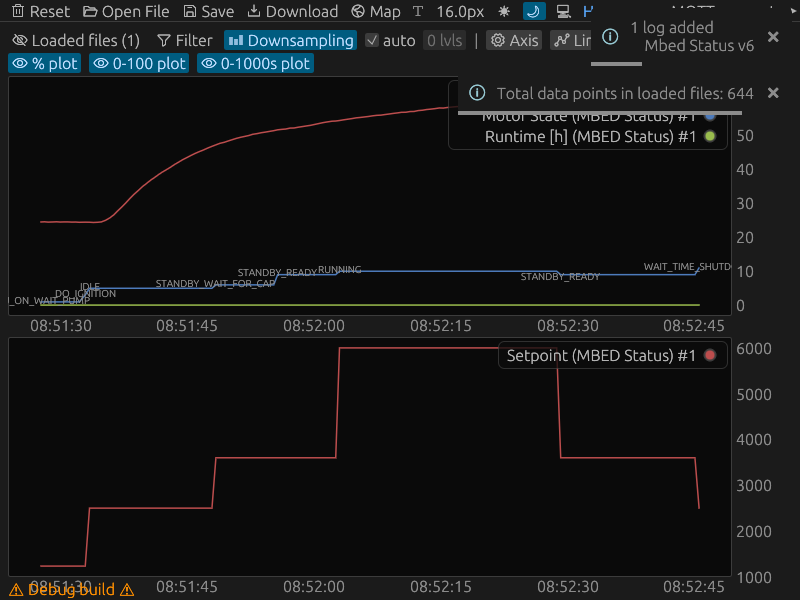 Reset Open File Save Download Map T 16.0px
Loaded files (1) Filter Downsampling auto 0 lvls | Axis
% plot 0-100 plot 0-1000s plot
1 log added
Mbed Status v6
Total data points in loaded files: 644
Motor State (MBED Status) #1
Runtime [h] (MBED Status) #1
50
40
30
20
10
0
WAIT_TIME_SHUTD
STANDBY_READY RUNNING
STANDBY_READY
IDLE
STANDBY_WAIT_FOR_CAP
DO_IGNITION
_ON_WAIT_PUMP
08:51:30 08:51:45 08:52:00 08:52:15 08:52:30 08:52:45
Setpoint (MBED Status) #1
6000
5000
4000
3000
2000
1000
08:51:30 08:51:45 08:52:00 08:52:15 08:52:30 08:52:45
Debug build